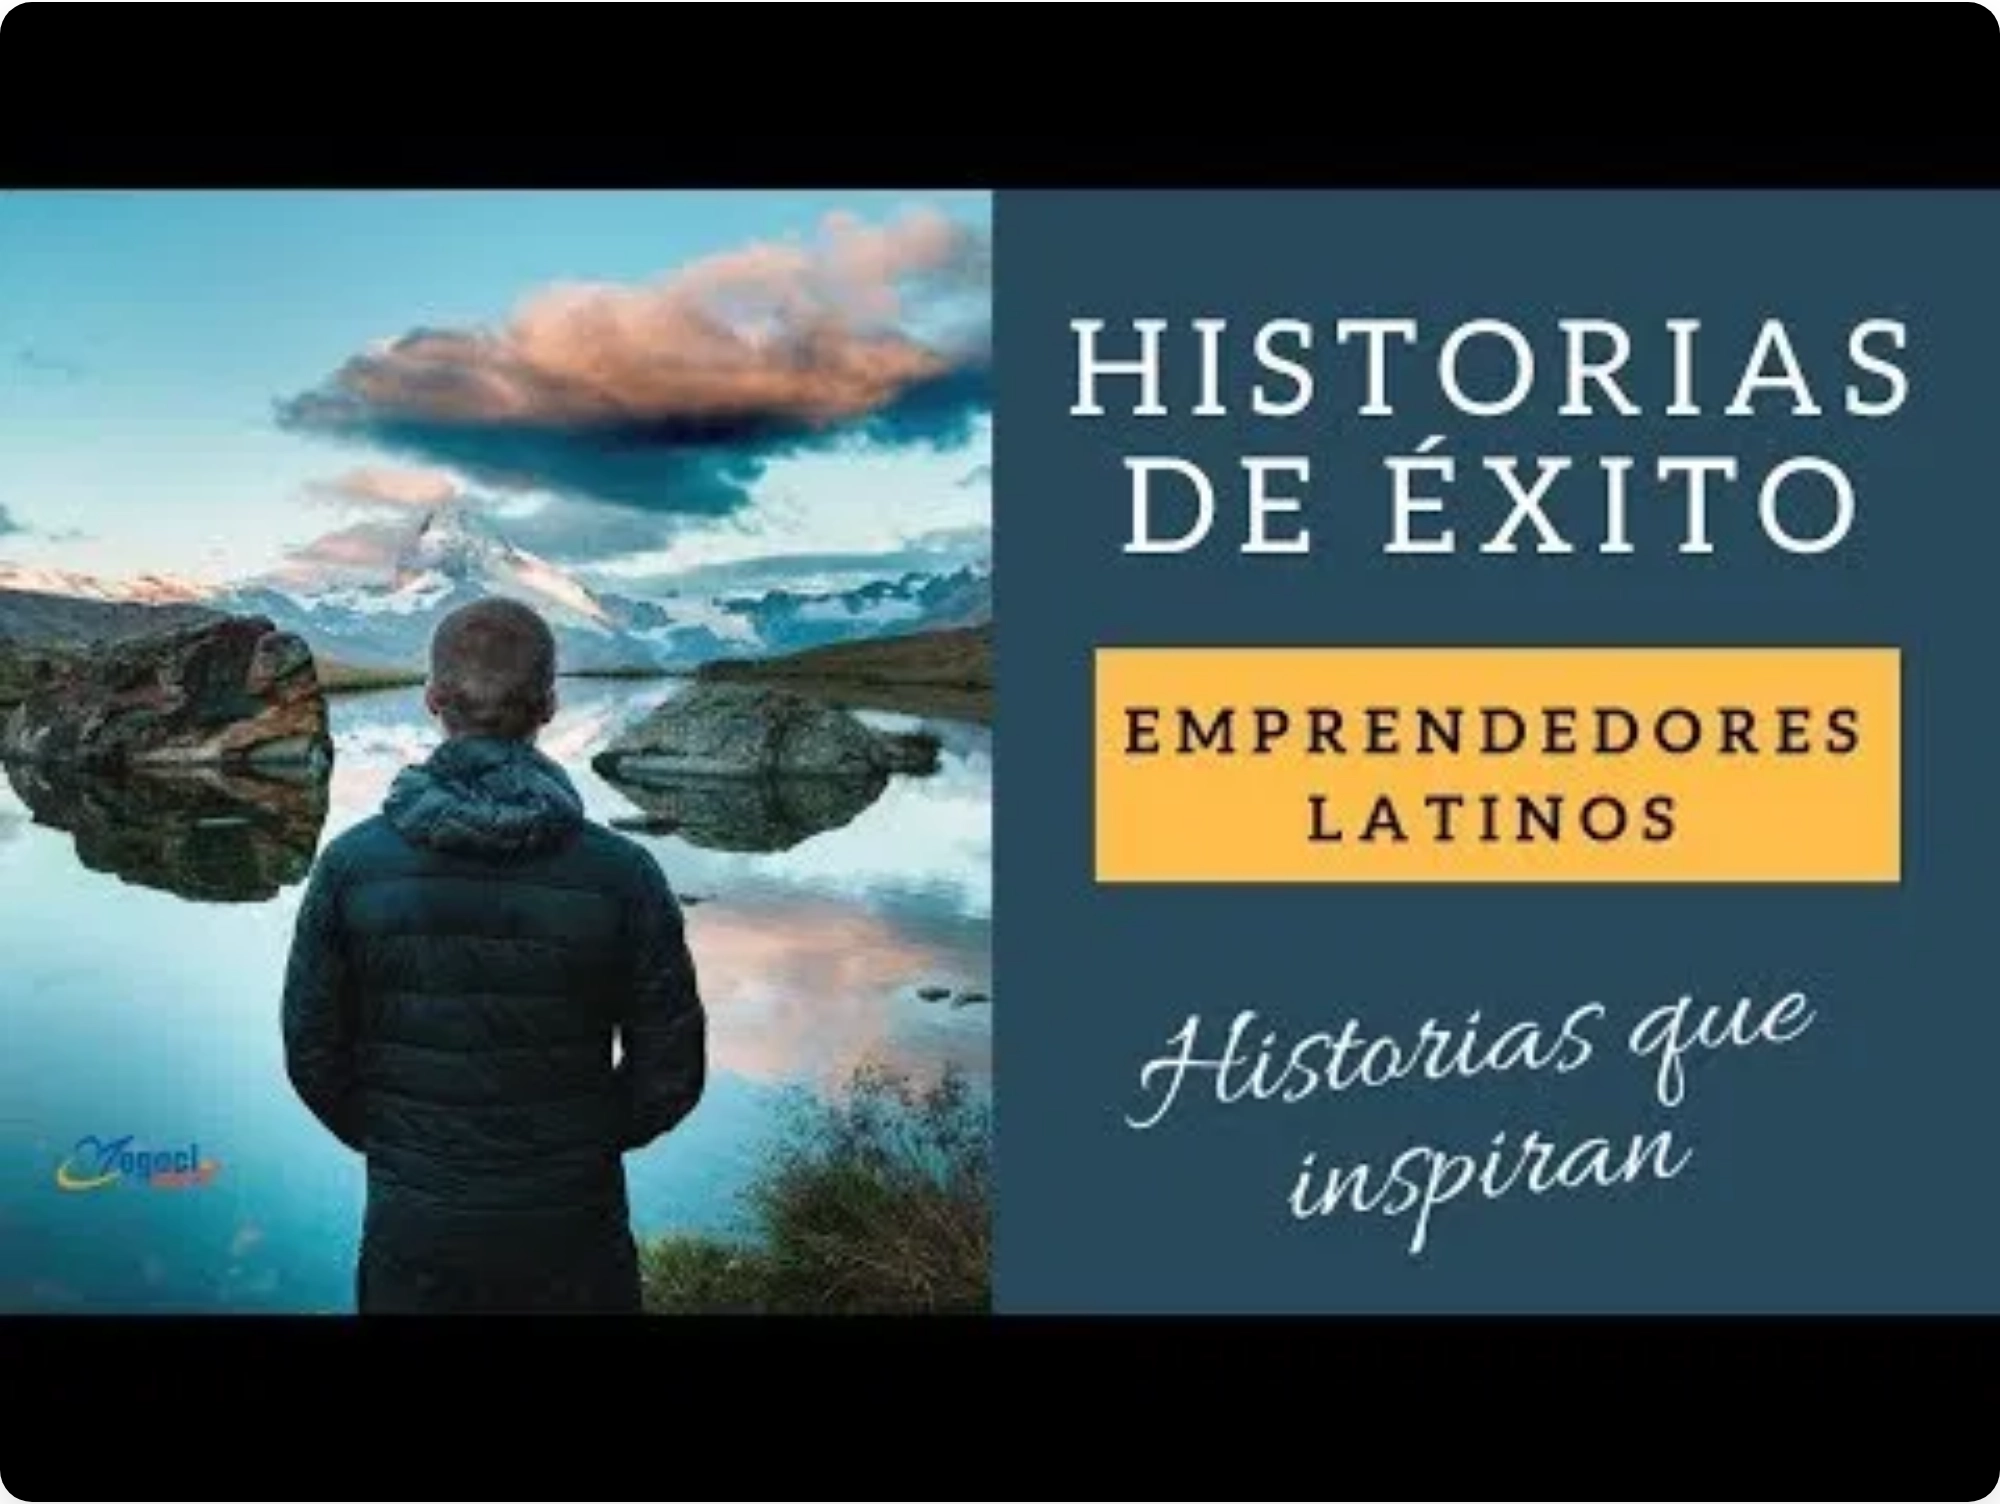 HISTORIAS
DE ÉXITO
EMPRENDEDORES
LATINOS
Historias que
inspiran